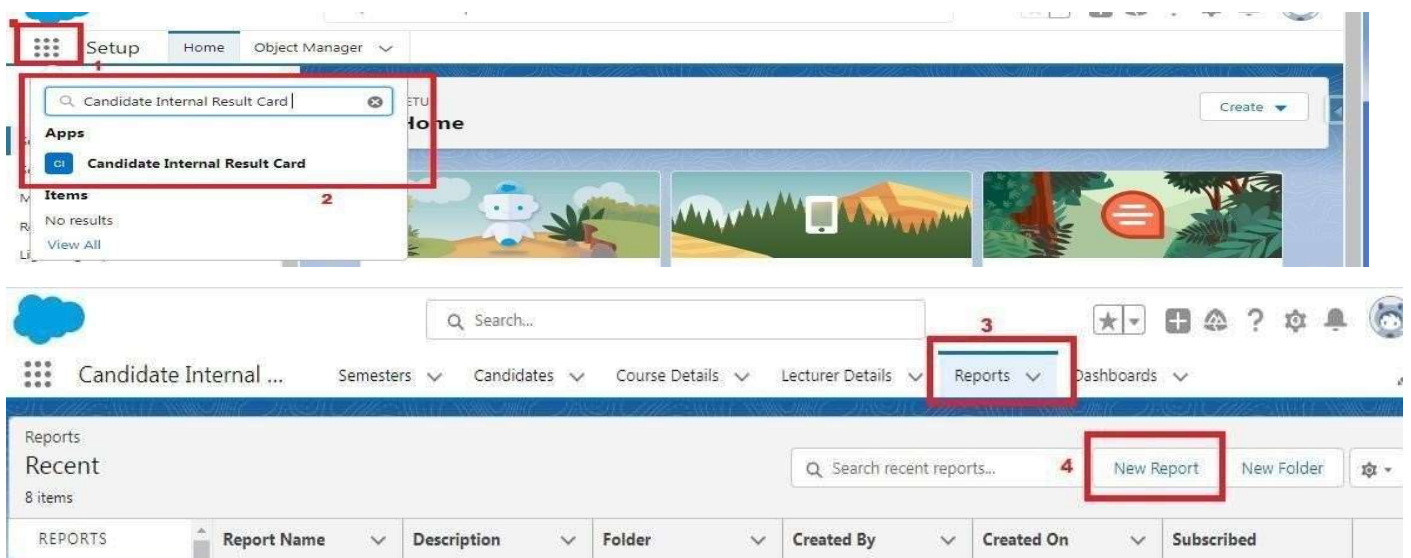 Setup Home Object Manager
1
Candidate Internal Result Card
ETU
Create
Home
Apps
CI Candidate Internal Result Card
Items
2
No results
View All
Search...
3
Candidate Internal ... Semesters Candidates Course Details Lecturer Details Reports Dashboards
Reports
Recent
Search recent reports... 4 New Report New Folder
8 items
REPORTS Report Name Description Folder Created By Created On Subscribed